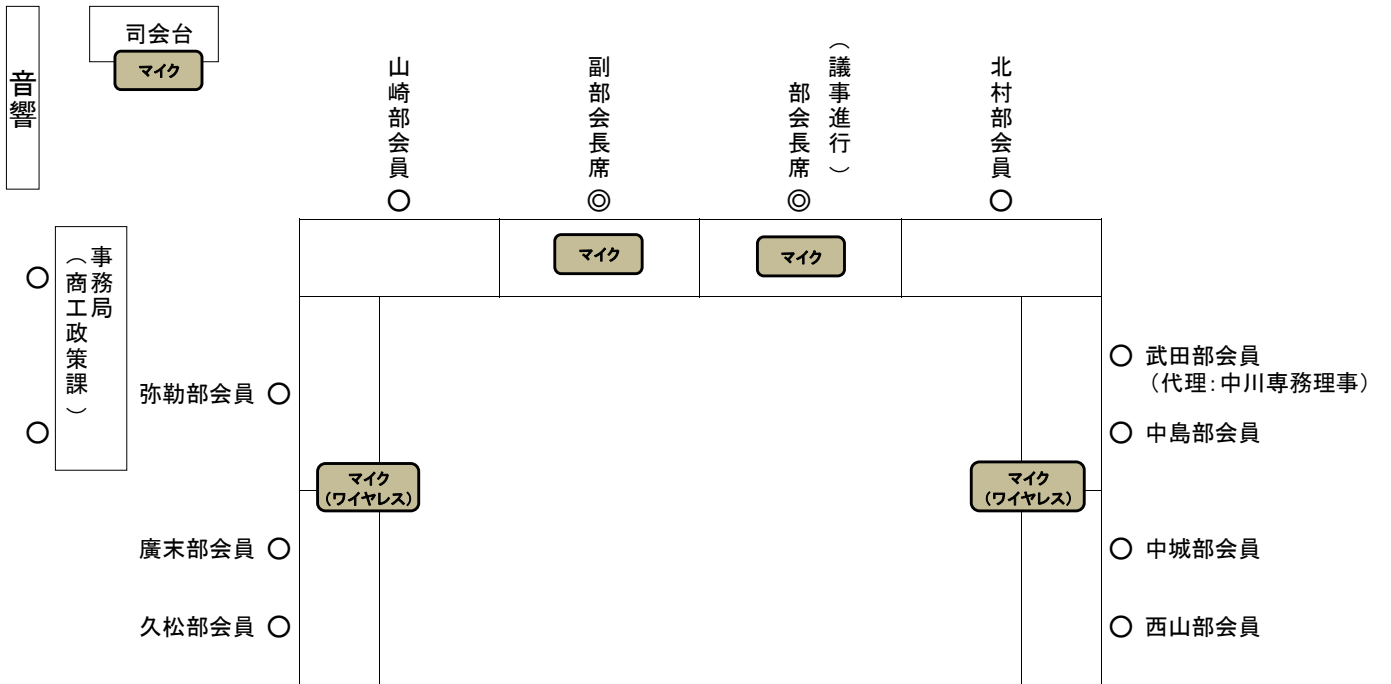 音響
司会台
マイク
山崎部会員
副部会長席
（議事進行）
部会長席
北村部会員
○
◎
◎
○
マイク
マイク
事務局
（商工政策課）
○
○
弥勒部会員 ○
マイク
（ワイヤレス）
廣末部会員 ○
久松部会員 ○
○ 武田部会員
（代理：中川専務理事）
○ 中島部会員
マイク
（ワイヤレス）
○ 中城部会員
○ 西山部会員